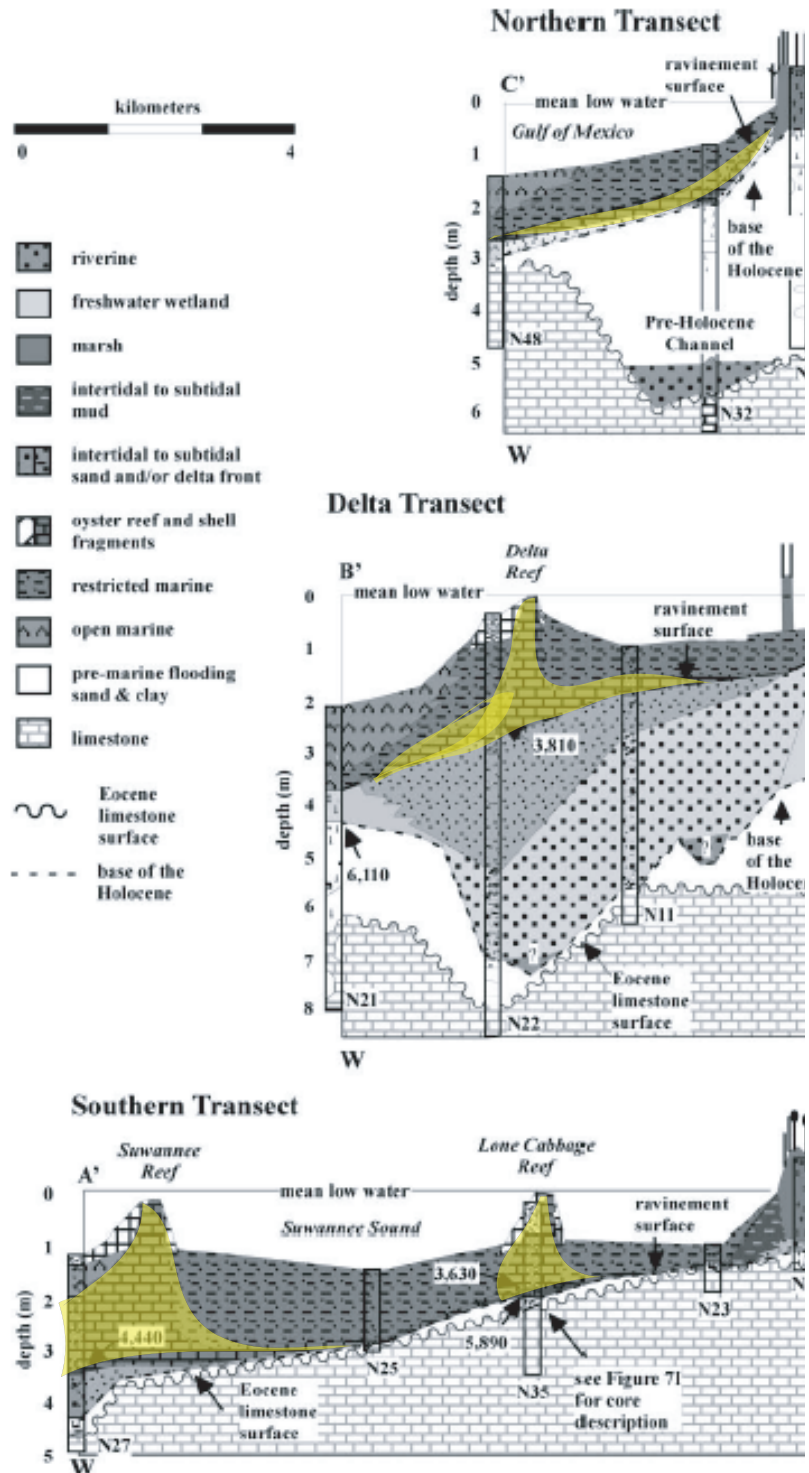 Northern Transect
kilometers
0 4
riverine
freshwater wetland
marsh
intertidal to subtidal
mud
intertidal to subtidal
sand and/or delta front
oyster reef and shell
fragments
restricted marine
open marine
pre-marine flooding
sand & clay
limestone
Eocene
limestone
surface
base of the
Holocene
C'
ravinement
surface
mean low water
Gulf of Mexico
depth (m)
0
1
2
3
4
5
6
base
of the
Holocene
Pre-Holocene
Channel
N48
N32
N
W
Delta Transect
Delta
Reef
B'
mean low water
ravinement
surface
depth (m)
0
1
2
3
4
5
6
7
8
3,810
6,110
?
?
base
of the
Holocen
N11
N21
N22
Eocene
limestone
surface
W
Southern Transect
Suwannee
Reef
Lone Cabbage
Reef
A'
mean low water
Suwannee Sound
ravinement
surface
depth (m)
0
1
2
3
4
5
3,630
4,440
5,890
N25
N23
N
N35
N27
Eocene
limestone
surface
see Figure 7I
for core
description
W